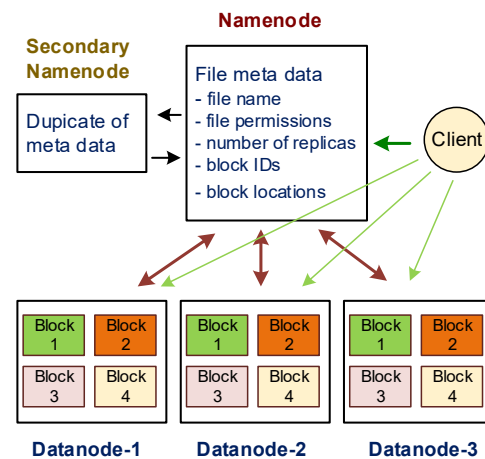 Namenode
Secondary
Namenode
File meta data
- file name
- file permissions
- number of replicas
- block IDs
- block locations
Dupicate of
meta data
Client
Block
1
Block
2
Block
3
Block
4
Block
1
Block
2
Block
3
Block
4
Block
1
Block
2
Block
3
Block
4
Datanode-1
Datanode-2
Datanode-3